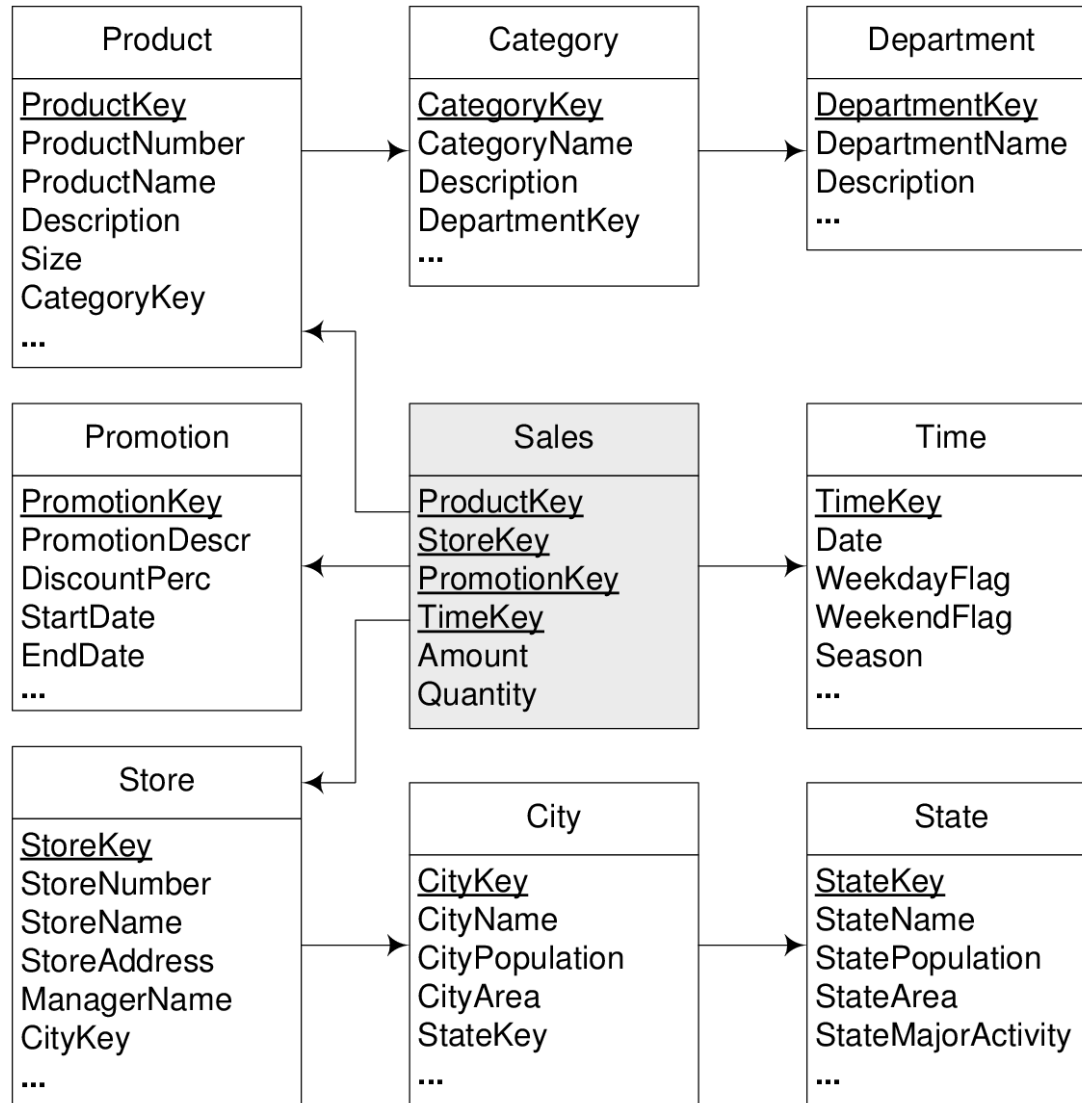 Product
ProductKey
ProductNumber
ProductName
Description
Size
CategoryKey
...
Category
CategoryKey
CategoryName
Description
DepartmentKey
...
Department
DepartmentKey
DepartmentName
Description
...
Promotion
PromotionKey
PromotionDescr
DiscountPerc
StartDate
EndDate
...
Sales
ProductKey
StoreKey
PromotionKey
TimeKey
Amount
Quantity
Time
TimeKey
Date
WeekdayFlag
WeekendFlag
Season
...
Store
StoreKey
StoreNumber
StoreName
StoreAddress
ManagerName
CityKey
...
City
CityKey
CityName
CityPopulation
CityArea
StateKey
...
State
StateKey
StateName
StatePopulation
StateArea
StateMajorActivity
...